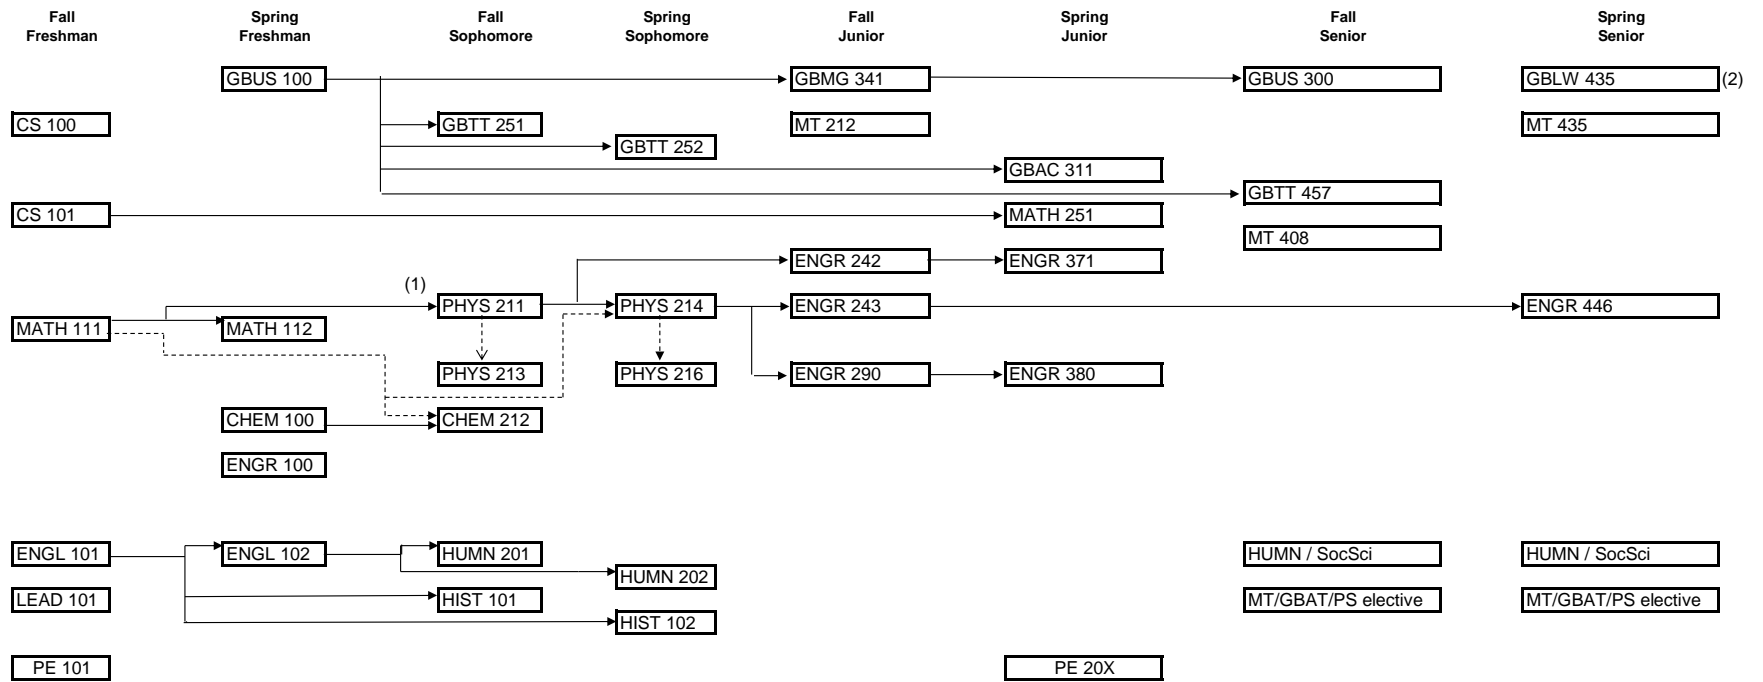 Fall Freshman
Spring Freshman
Fall Sophomore
Spring Sophomore
Fall Junior
Spring Junior
Fall Senior
Spring Senior
GBUS 100
GBMG 341
GBUS 300
GBLW 435 (2)
CS 100
GBTT 251
MT 212
MT 435
GBTT 252
GBAC 311
GBTT 457
CS 101
MATH 251
MT 408
ENGR 242
ENGR 371
(1)
PHYS 211
PHYS 214
ENGR 243
ENGR 446
MATH 111
MATH 112
PHYS 213
PHYS 216
ENGR 290
ENGR 380
CHEM 100
CHEM 212
ENGR 100
ENGL 101
ENGL 102
HUMN 201
HUMN / SocSci
HUMN / SocSci
HUMN 202
LEAD 101
HIST 101
MT/GBAT/PS elective
MT/GBAT/PS elective
HIST 102
PE 101
PE 20X